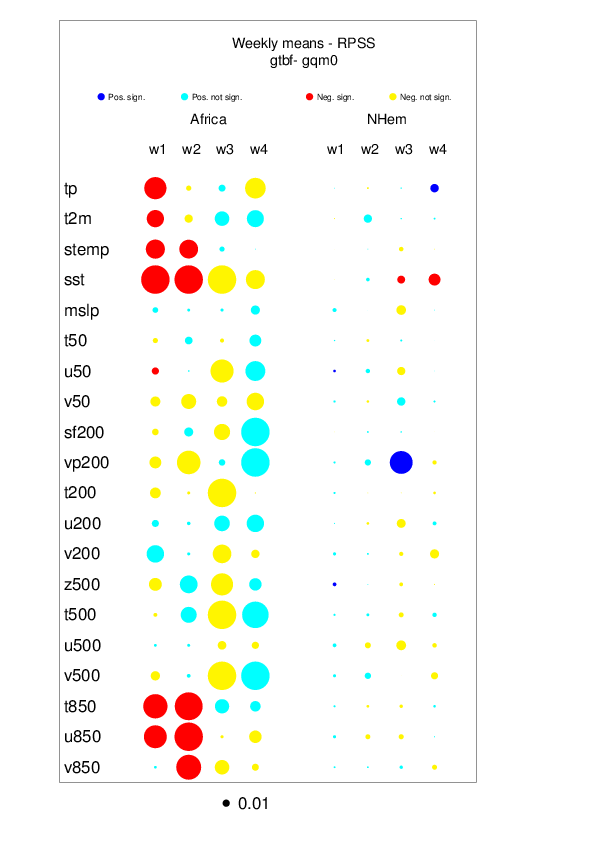 Weekly means - RPSS
gtbf- gqm0
Pos. sign. Pos. not sign. Neg. sign. Neg. not sign.
Africa NHem
w1 w2 w3 w4 w1 w2 w3 w4
tp
t2m
stemp
sst
mslp
t50
u50
v50
sf200
vp200
t200
u200
v200
z500
t500
u500
v500
t850
u850
v850
0.01